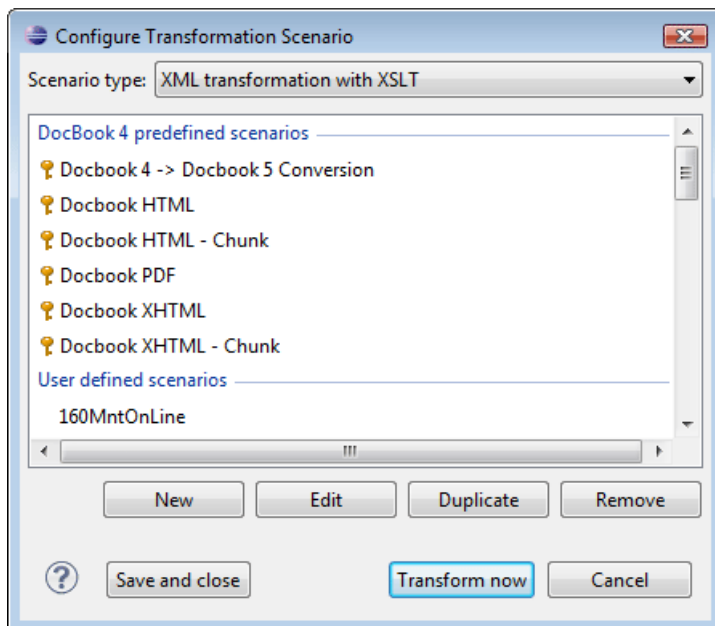 Configure Transformation Scenario
Scenario type: XML transformation with XSLT
DocBook 4 predefined scenarios
Docbook 4 -> Docbook 5 Conversion
Docbook HTML
Docbook HTML - Chunk
Docbook PDF
Docbook XHTML
Docbook XHTML - Chunk
User defined scenarios
160MntOnLine
New Edit Duplicate Remove
? Save and close Transform now Cancel